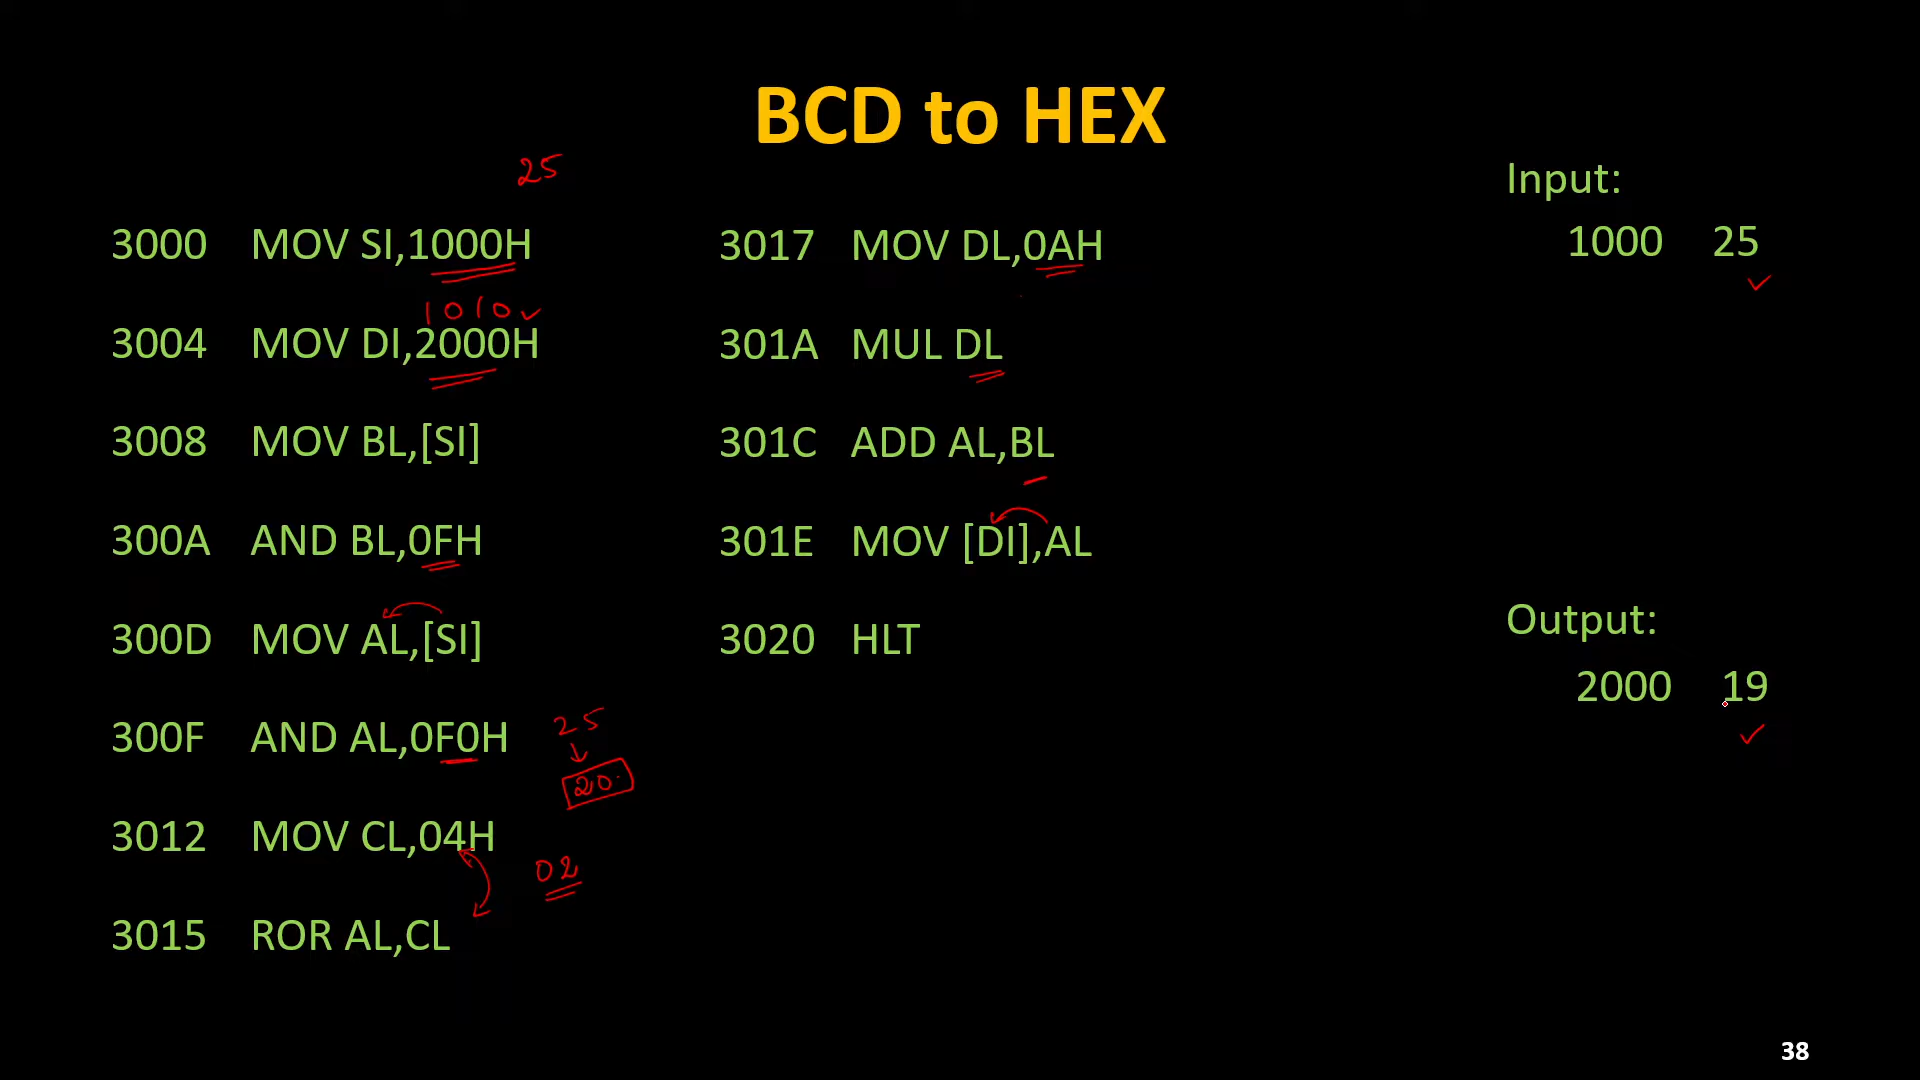 BCD to HEX
25
3000 MOV SI,1000H
1010
3004 MOV DI,2000H
3008 MOV BL,[SI]
300A AND BL,0FH
300D MOV AL,[SI]
300F AND AL,0F0H
25
20
3012 MOV CL,04H
02
3015 ROR AL,CL
3017 MOV DL,0AH
301A MUL DL
301C ADD AL,BL
301E MOV [DI],AL
3020 HLT
Input:
1000 25
Output:
2000 19
38